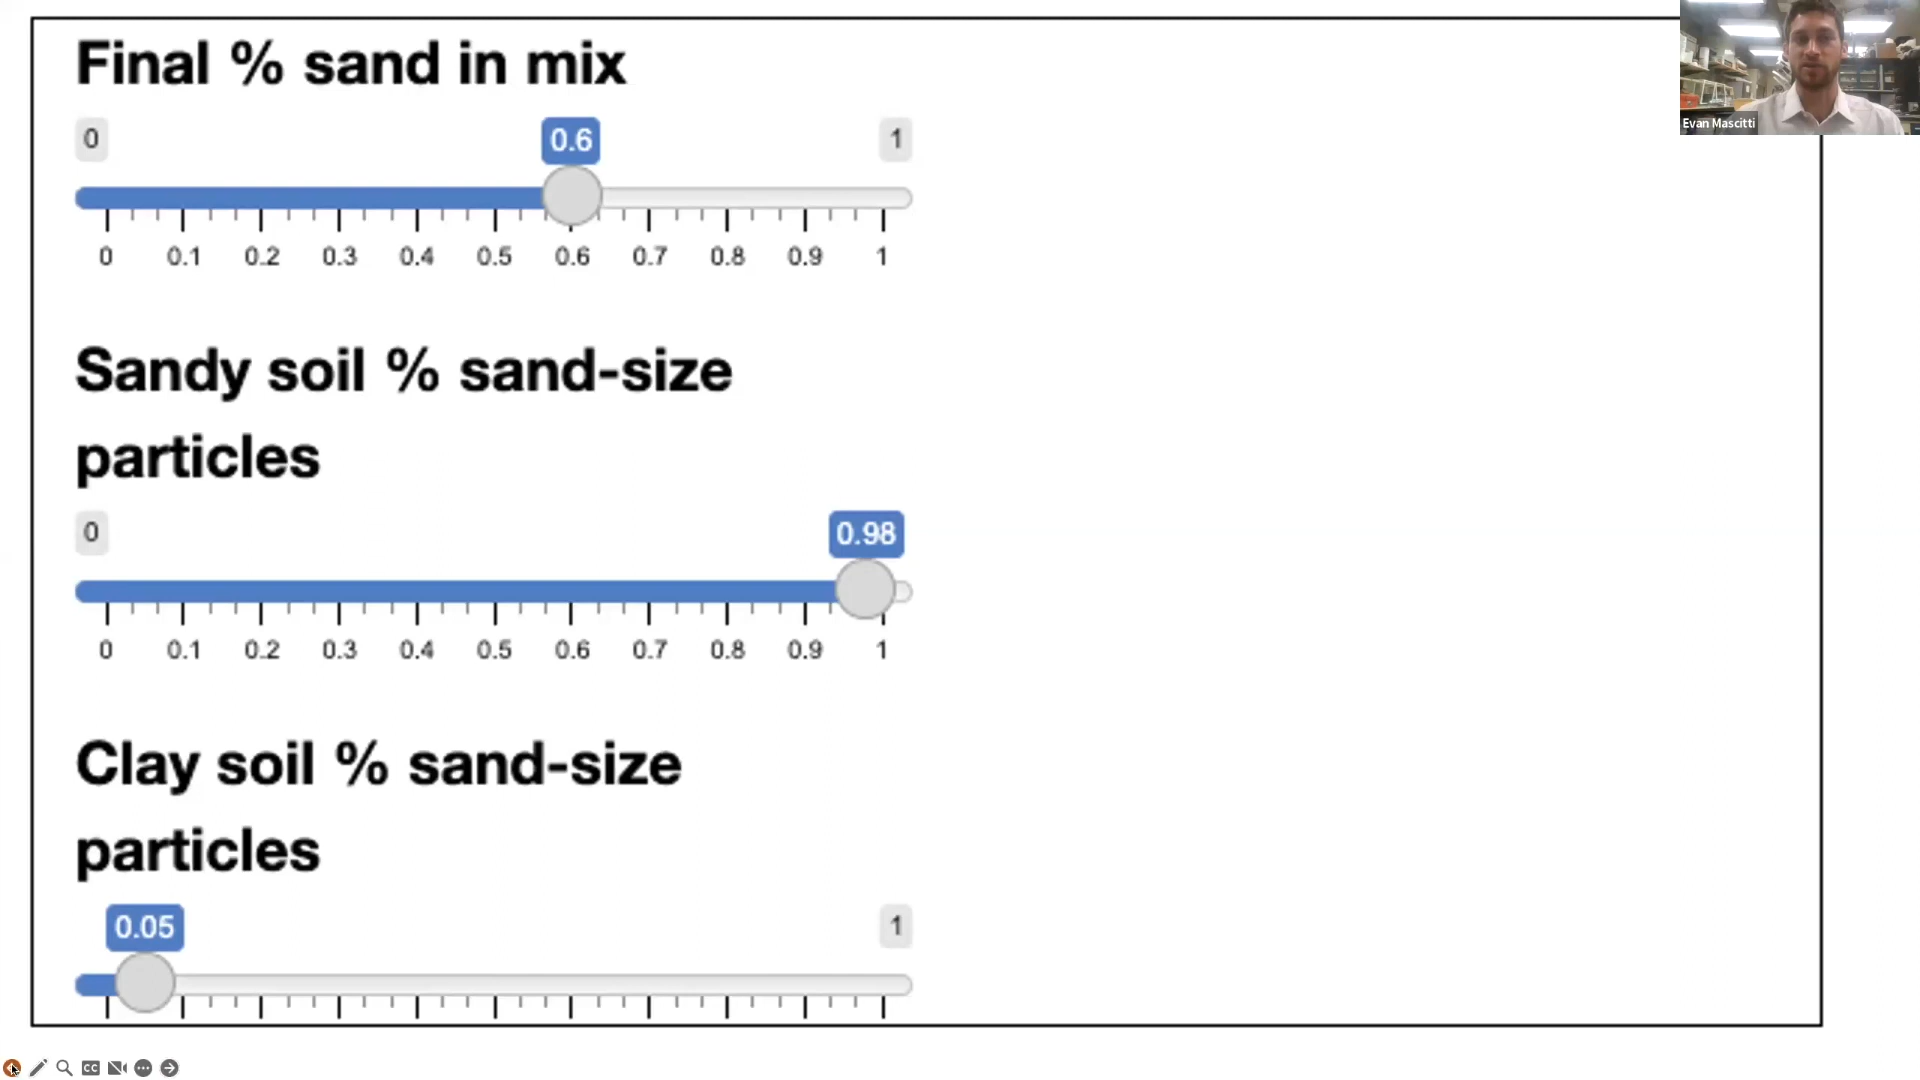 Final % sand in mix
0 0.6 1
0 0.1 0.2 0.3 0.4 0.5 0.6 0.7 0.8 0.9 1
Sandy soil % sand-size
particles
0 0.98
0 0.1 0.2 0.3 0.4 0.5 0.6 0.7 0.8 0.9 1
Clay soil % sand-size
particles
0.05 1
Evan Mascitti
CC